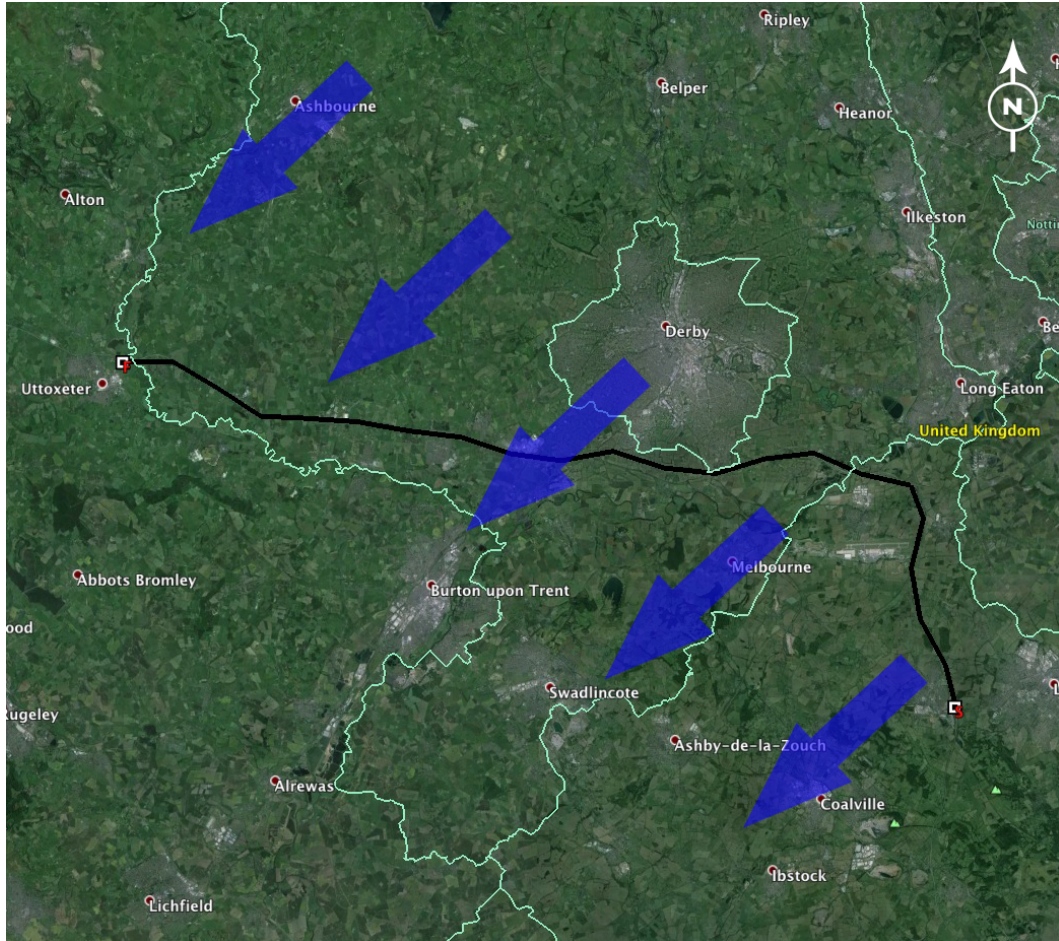 Ripley
Belper
Ashbourne
Heanor
N
Alton
Ilkeston
Notti
Derby
Be
Uttoxeter
Long Eaton
United Kingdom
Abbots Bromley
Melbourne
Burton upon Trent
ood
Swadlincote
L
Rugeley
S
Ashby-de-la-Zouch
Alrewas
Coalville
Ibstock
Lichfield